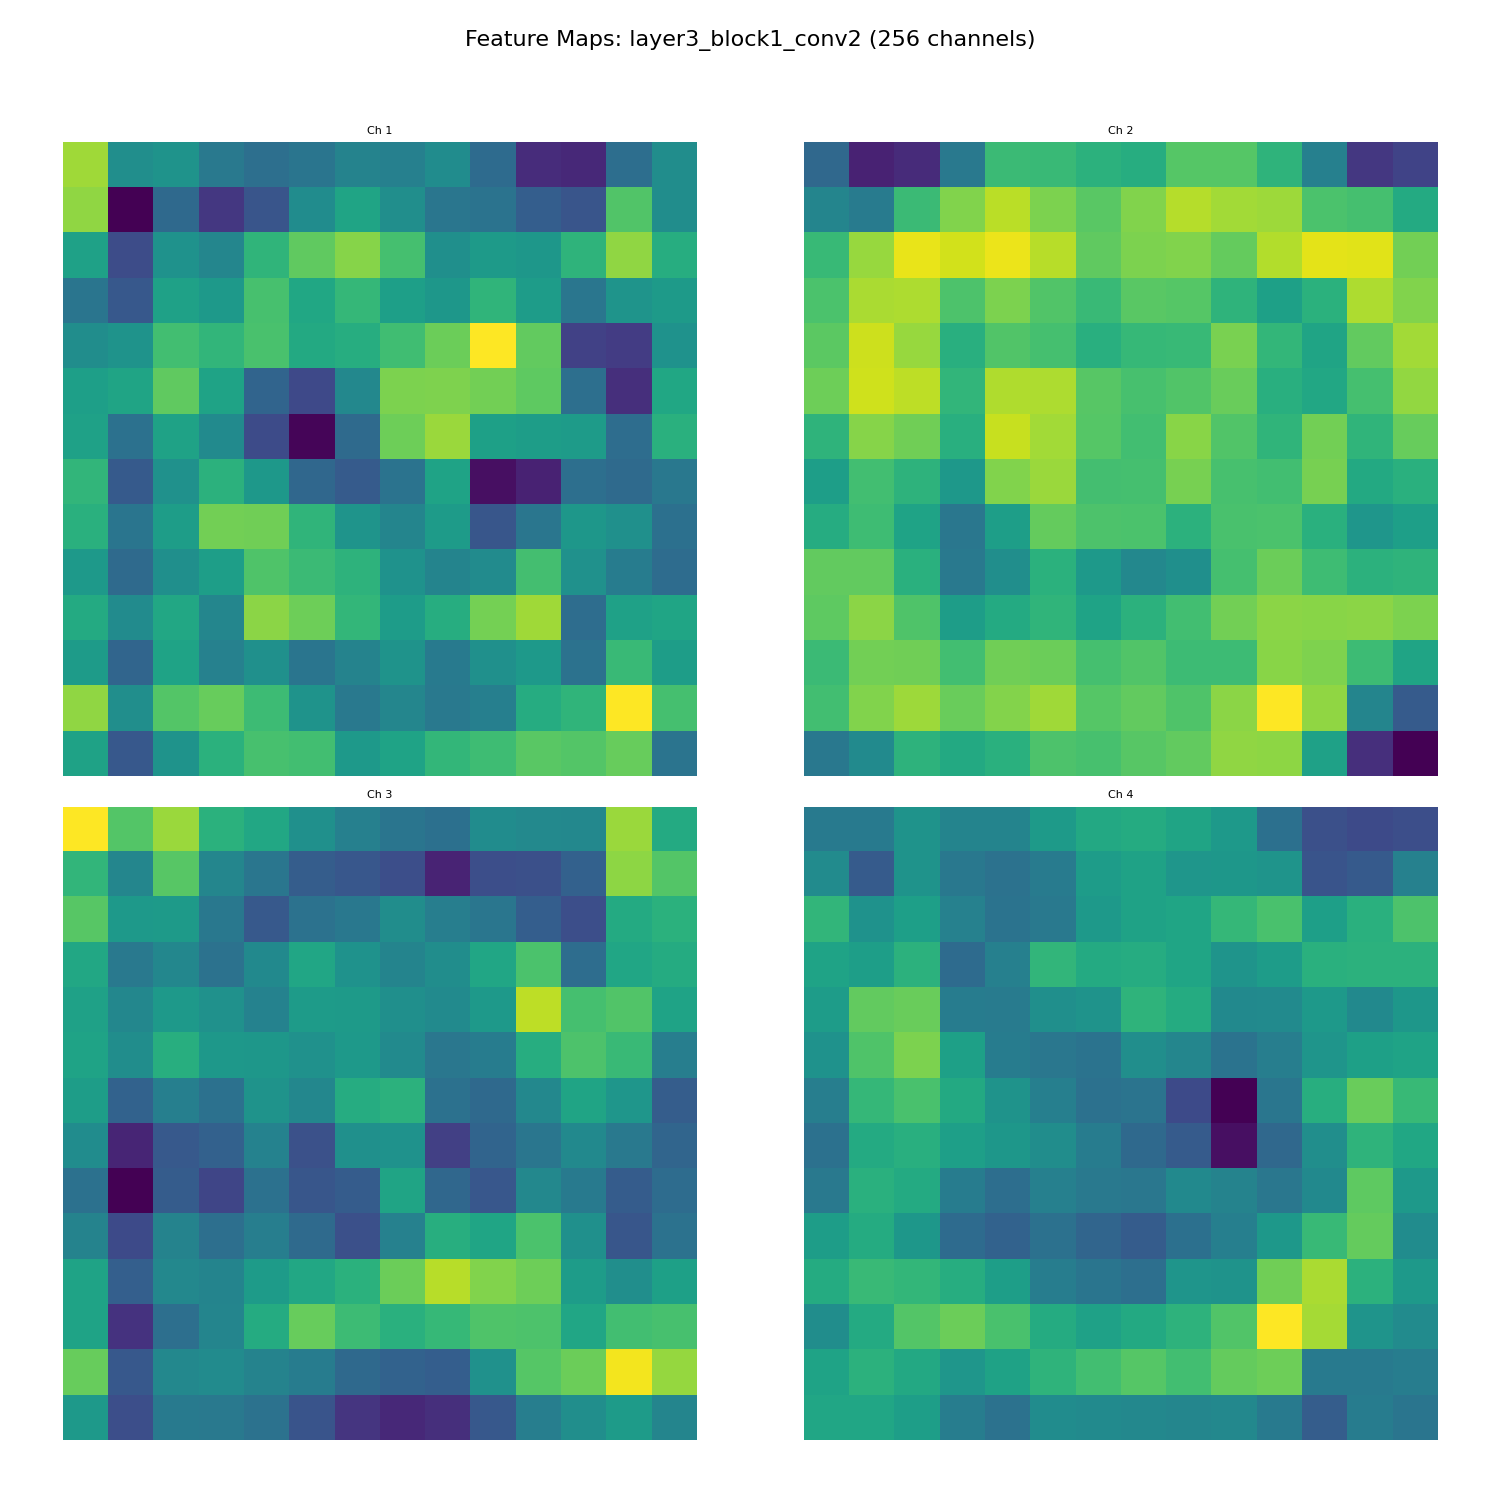 Feature Maps: layer3_block1_conv2 (256 channels)
Ch 1
Ch 2
Ch 3
Ch 4